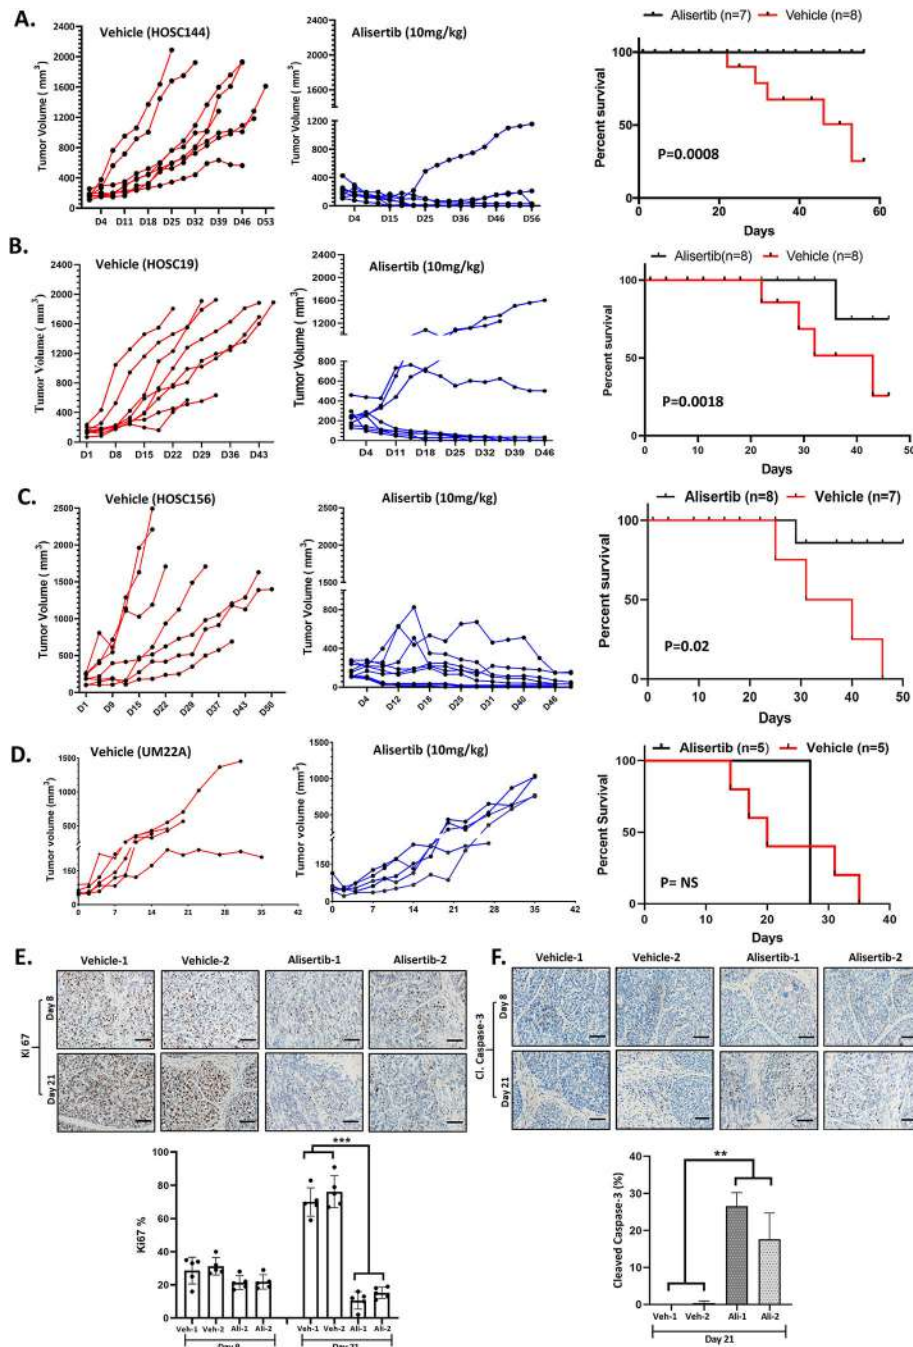 A.
Vehicle (HOSC144)
Tumor Volume ( mm³)
2400
2000
1600
1200
800
400
0
D4 D11 D18 D25 D32 D39 D46 D53
Alisertib (10mg/kg)
Tumor Volume ( mm³)
2400
2000
1600
1200
800
400
0
D4 D15 D25 D36 D46 D56
Alisertib (n=7) Vehicle (n=8)
Percent survival
100
50
0
P=0.0008
0 20 40 60
Days
B.
Vehicle (HOSC19)
Tumor Volume ( mm³)
2400
2000
1600
1200
800
400
0
D1 D8 D15 D22 D29 D36 D43
Alisertib (10mg/kg)
Tumor Volume ( mm³)
2200
1600
1000
800
600
400
200
0
D4 D11 D18 D25 D32 D39 D46
Alisertib(n=8) Vehicle (n=8)
Percent survival
100
50
0
P=0.0018
0 10 20 30 40 50
Days
C.
Vehicle (HOSC156)
Tumor Volume ( mm³)
2500
2000
1500
1000
500
0
D1 D9 D15 D22 D29 D37 D43 D50
Alisertib (10mg/kg)
Tumor Volume ( mm³)
2500
2000
1500
1000
800
600
400
200
0
D4 D12 D18 D25 D31 D40 D46
Alisertib (n=8) Vehicle (n=7)
Percent survival
100
50
0
P=0.02
0 10 20 30 40 50
Days
D.
Vehicle (UM22A)
Tumor volume (mm³)
1500
1000
500
150
0
0 7 14 21 28 35 42
Alisertib (10mg/kg)
Tumor volume (mm³)
1500
1000
500
150
0
0 7 14 21 28 35 42
Alisertib (n=5) Vehicle (n=5)
Percent Survival
100
50
0
P= NS
0 10 20 30 40
Days
E.
Vehicle-1 Vehicle-2 Alisertib-1 Alisertib-2
Ki 67
Day 8
Day 21
Ki67 %
100
80
60
40
20
0
***
Veh-1 Veh-2 Ali-1 Ali-2 Veh-1 Veh-2 Ali-1 Ali-2
F.
Vehicle-1 Vehicle-2 Alisertib-1 Alisertib-2
Cl. Caspase-3
Day 8
Day 21
Cleaved Caspase-3 (%)
40
30
20
10
0
**
Veh-1 Veh-2 Ali-1 Ali-2
Day 21